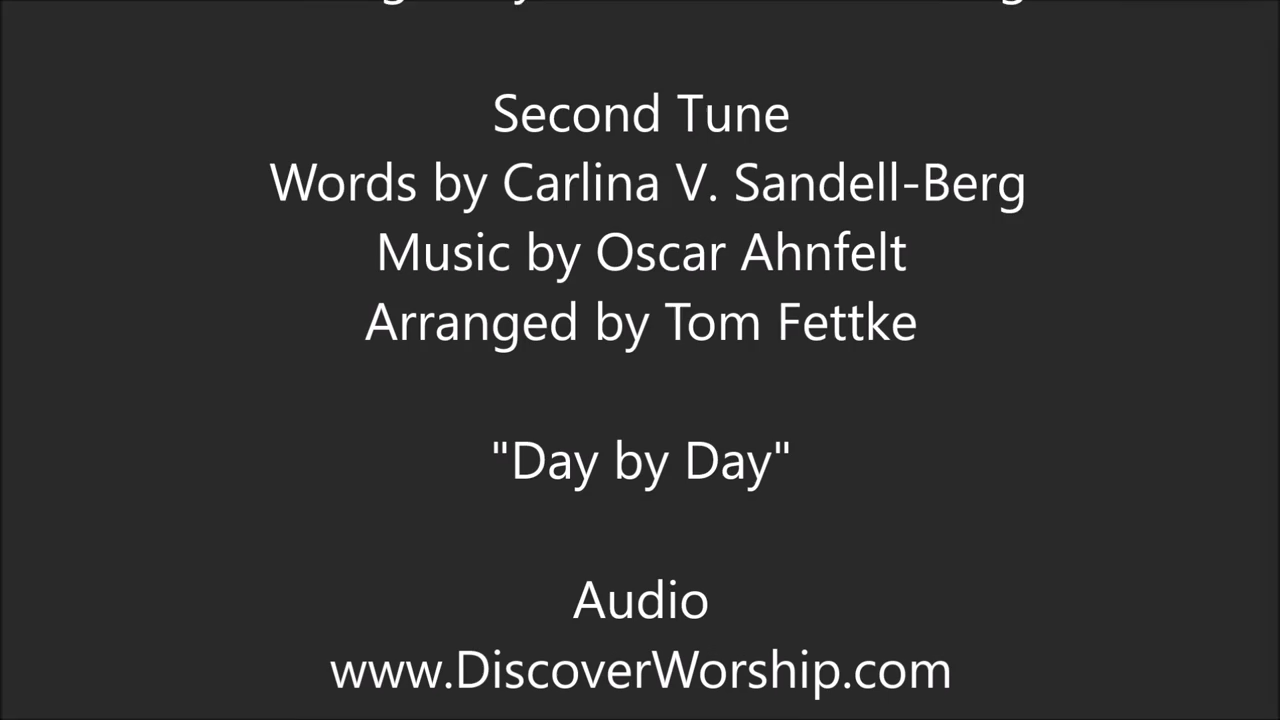 Second Tune
Words by Carlina V. Sandell-Berg
Music by Oscar Ahnfelt
Arranged by Tom Fettke
"Day by Day"
Audio
www.DiscoverWorship.com